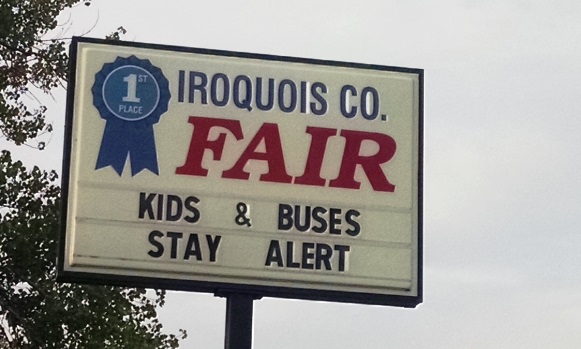 1ST
PLACE
IROQUOIS CO.
FAIR
KIDS & BUSES
STAY ALERT